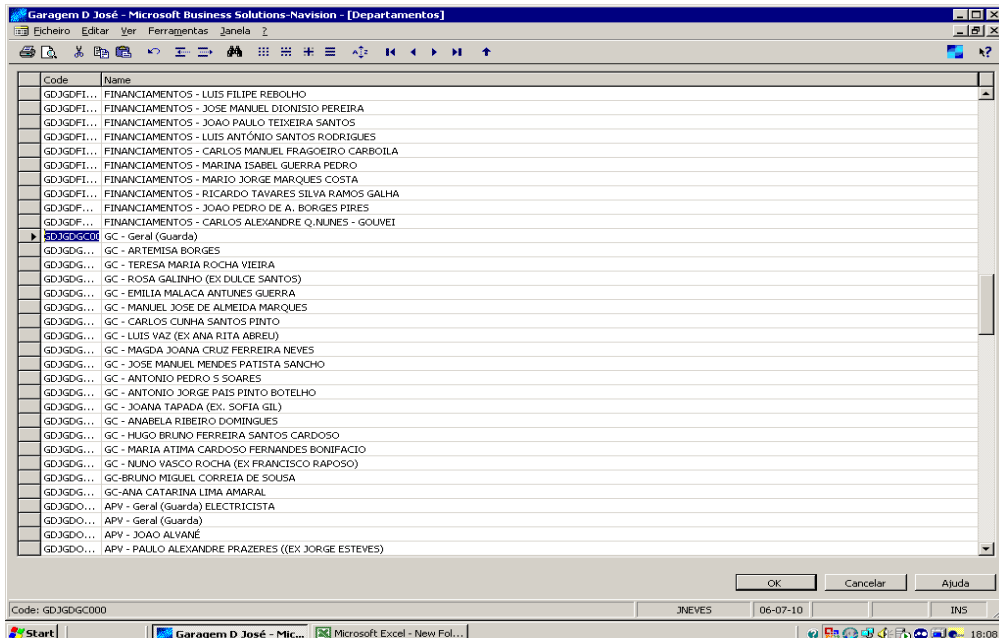 Garagem D José - Microsoft Business Solutions-Navision - [Departamentos]
Ficheiro Editar Ver Ferramentas Janela ?
Code Name
GDJGDFI... FINANCIAMENTOS - LUIS FILIPE REBOLHO
GDJGDFI... FINANCIAMENTOS - JOSE MANUEL DIONISIO PEREIRA
GDJGDFI... FINANCIAMENTOS - JOAO PAULO TEIXEIRA SANTOS
GDJGDFI... FINANCIAMENTOS - LUIS ANTÓNIO SANTOS RODRIGUES
GDJGDFI... FINANCIAMENTOS - CARLOS MANUEL FRAGOEIRO CARBOILA
GDJGDFI... FINANCIAMENTOS - MARINA ISABEL GUERRA PEDRO
GDJGDFI... FINANCIAMENTOS - MARIO JORGE MARQUES COSTA
GDJGDFI... FINANCIAMENTOS - RICARDO TAVARES SILVA RAMOS GALHA
GDJGDF... FINANCIAMENTOS - JOAO PEDRO DE A. BORGES PIRES
GDJGDF... FINANCIAMENTOS - CARLOS ALEXANDRE Q.NUNES - GOUVEI
GDJGDGC00 GC - Geral (Guarda)
GDJGDG... GC - ARTEMISA BORGES
GDJGDG... GC - TERESA MARIA ROCHA VIEIRA
GDJGDG... GC - ROSA GALINHO (EX DULCE SANTOS)
GDJGDG... GC - EMILIA MALACA ANTUNES GUERRA
GDJGDG... GC - MANUEL JOSE DE ALMEIDA MARQUES
GDJGDG... GC - CARLOS CUNHA SANTOS PINTO
GDJGDG... GC - LUIS VAZ (EX ANA RITA ABREU)
GDJGDG... GC - MAGDA JOANA CRUZ FERREIRA NEVES
GDJGDG... GC - JOSE MANUEL MENDES PATISTA SANCHO
GDJGDG... GC - ANTONIO PEDRO S SOARES
GDJGDG... GC - ANTONIO JORGE PAIS PINTO BOTELHO
GDJGDG... GC - JOANA TAPADA (EX. SOFIA GIL)
GDJGDG... GC - ANABELA RIBEIRO DOMINGUES
GDJGDG... GC - HUGO BRUNO FERREIRA SANTOS CARDOSO
GDJGDG... GC - MARIA ATIMA CARDOSO FERNANDES BONIFACIO
GDJGDG... GC - NUNO VASCO ROCHA (EX FRANCISCO RAPOSO)
GDJGDG... GC-BRUNO MIGUEL CORREIA DE SOUSA
GDJGDG... GC-ANA CATARINA LIMA AMARAL
GDJGDO... APV - Geral (Guarda) ELECTRICISTA
GDJGDO... APV - Geral (Guarda)
GDJGDO... APV - JOAO ALVANÉ
GDJGDO... APV - PAULO ALEXANDRE PRAZERES ((EX JORGE ESTEVES)
OK Cancelar Ajuda
Code: GDJGDGC000 JNEVES 06-07-10 INS
Start Garagem D José - Mic... Microsoft Excel - New Fol... 18:08